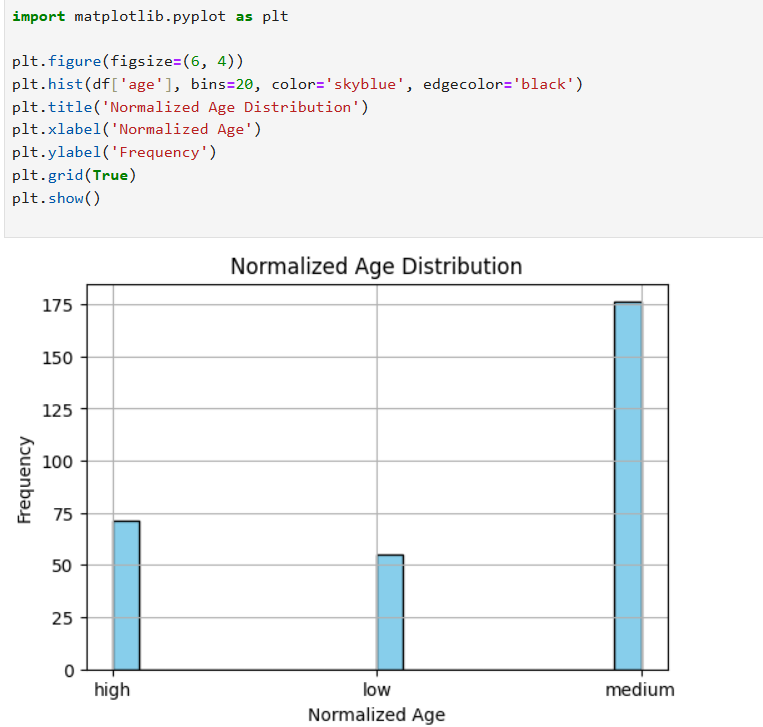 import matplotlib.pyplot as plt
plt.figure(figsize=(6, 4))
plt.hist(df['age'], bins=20, color='skyblue', edgecolor='black')
plt.title('Normalized Age Distribution')
plt.xlabel('Normalized Age')
plt.ylabel('Frequency')
plt.grid(True)
plt.show()
Normalized Age Distribution
175
150
125
100
75
50
25
0
Frequency
high low medium
Normalized Age